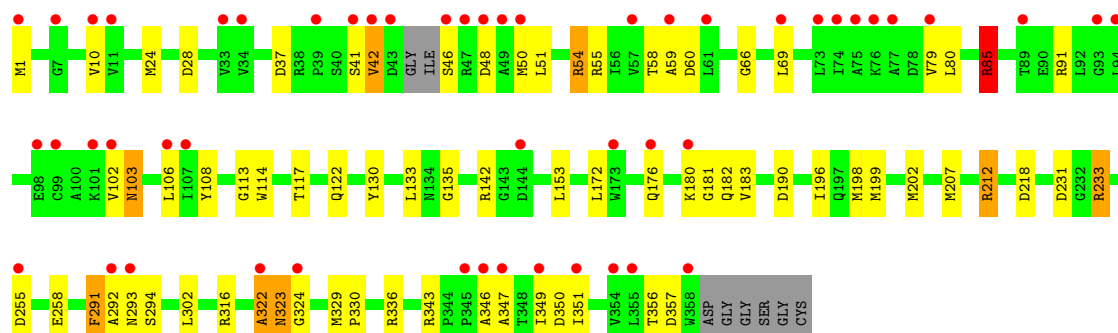 M1 G7 V10 V11 M24 D28 V33 V34 D37 R38 P39 S40 S41 V42 D43 GLY ILE S46 R47 D48 A49 M50 L51 R54 R55 I56 V57 T58 A59 D60 L61 G66 L69 L73 I74 A75 K76 A77 D78 V79 L80 R85 T89 E90 R91 L92 G93 L94
E98 C99 A100 K101 V102 N103 L106 I107 Y108 G113 W114 T117 Q122 Y130 L133 N134 G135 R142 G143 D144 L153 L172 W173 Q176 K180 G181 Q182 V183 D190 I196 Q197 M198 M199 M202 M207 R212 D218 D231 G232 R233
D255 E258 F291 A292 N293 S294 L302 R316 A322 N323 G324 M329 P330 R336 R343 P344 P345 A346 A347 T348 I349 D350 I351 V354 L355 T356 D357 W358 ASP GLY GLY SER GLY CYS